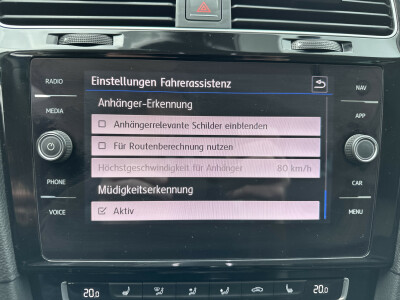 RADIO
MEDIA
PHONE
VOICE
Einstellungen Fahrerassistenz
Anhänger-Erkennung
Anhängerrelevante Schilder einblenden
Für Routenberechnung nutzen
Höchstgeschwindigkeit für Anhänger 80 km/h
Müdigkeitserkennung
Aktiv
NAV
APP
CAR
MENU
20.0 20.0